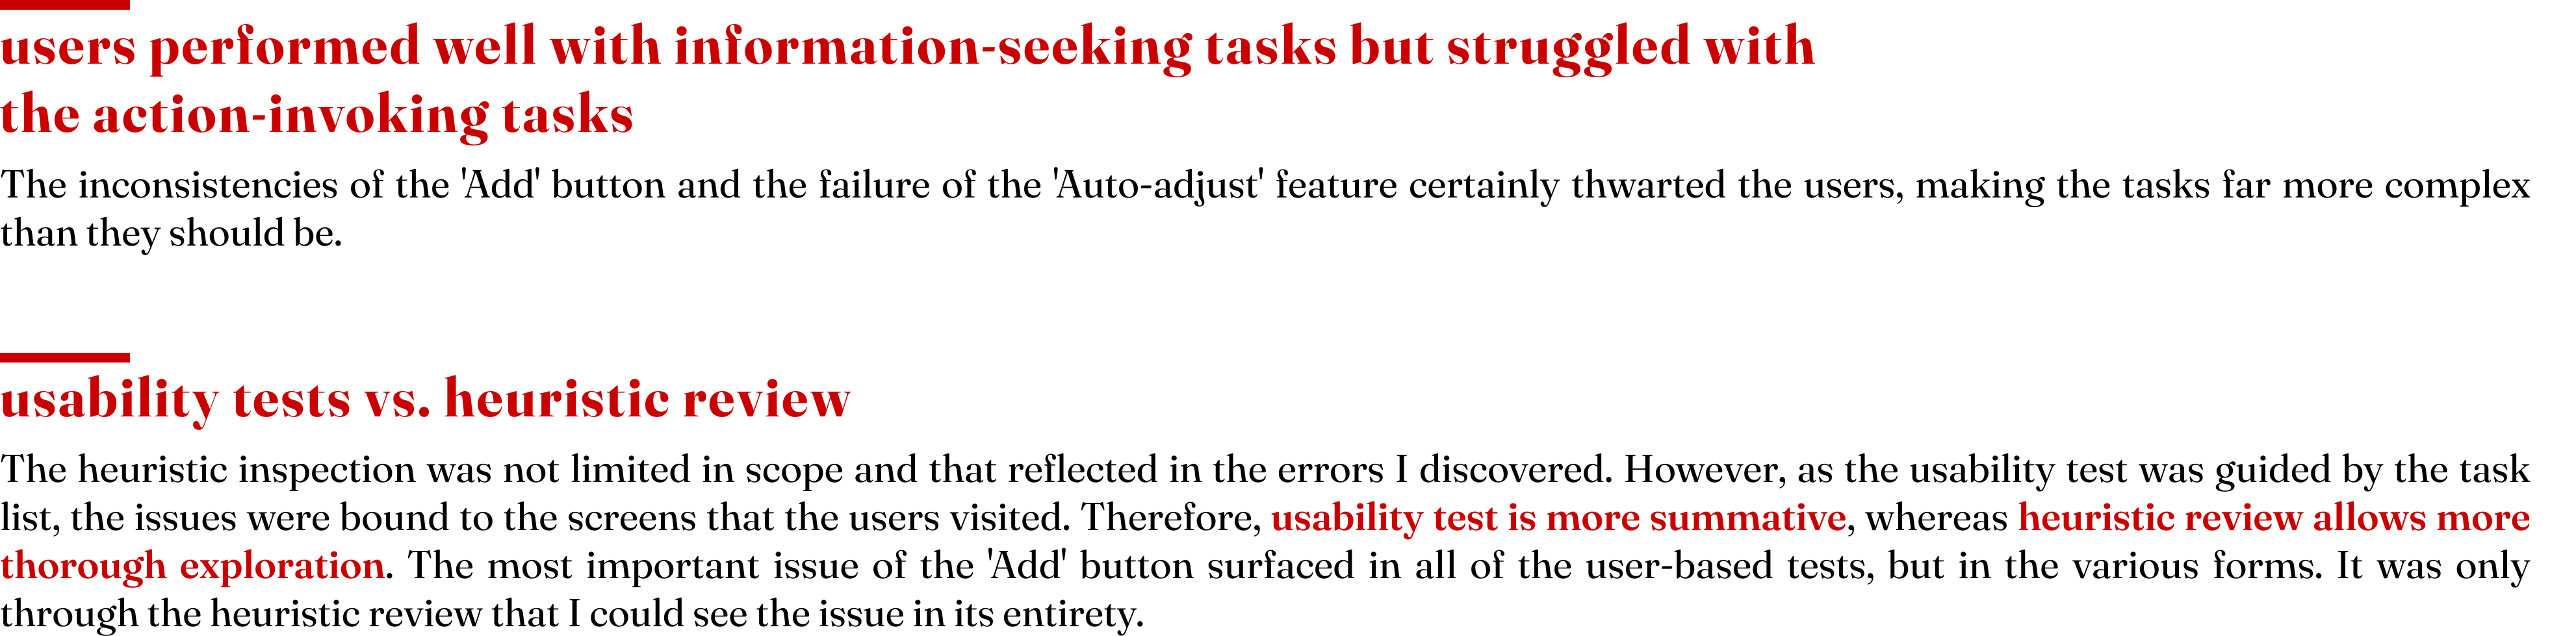 users performed well with information-seeking tasks but struggled with
the action-invoking tasks
The inconsistencies of the 'Add' button and the failure of the 'Auto-adjust' feature certainly thwarted the users, making the tasks far more complex
than they should be.
usability tests vs. heuristic review
The heuristic inspection was not limited in scope and that reflected in the errors I discovered. However, as the usability test was guided by the task
list, the issues were bound to the screens that the users visited. Therefore, usability test is more summative, whereas heuristic review allows more
thorough exploration. The most important issue of the 'Add' button surfaced in all of the user-based tests, but in the various forms. It was only
through the heuristic review that I could see the issue in its entirety.